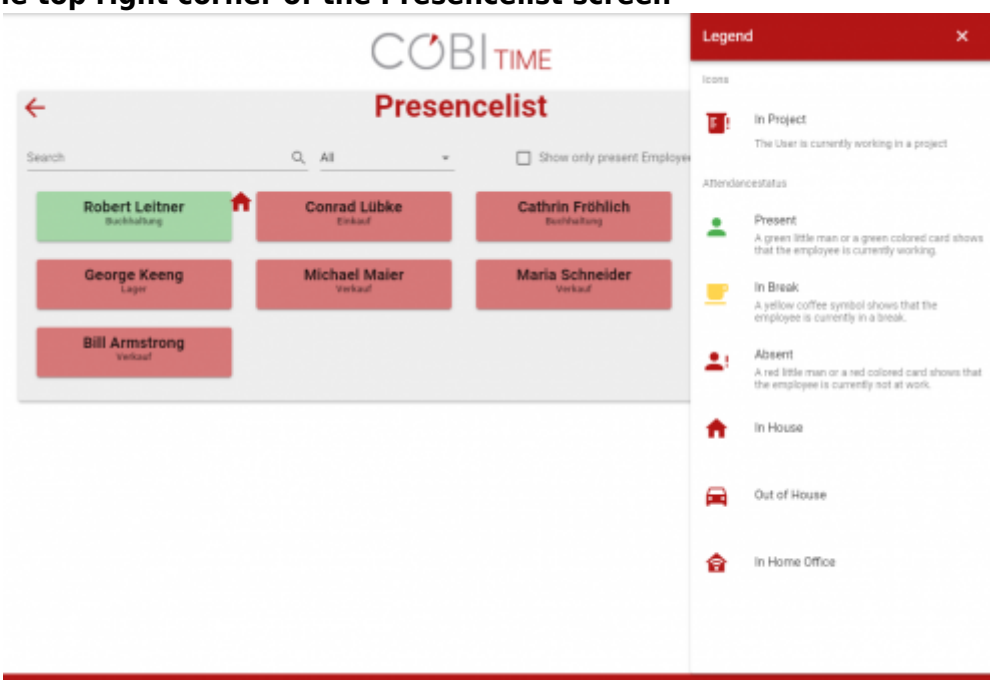 he top right corner of the Presencelist screen
COBI TIME
Presencelist
Search
All
Show only present Employe
Robert Leitner
Buchhaltung
Conrad Lübke
Einkauf
Cathrin Fröhlich
Buchhaltung
George Keeng
Lager
Michael Maier
Verkauf
Maria Schneider
Verkauf
Bill Armstrong
Verkauf
Legend
Icons
In Project
The User is currently working in a project
Attendancestatus
Present
A green little man or a green colored card shows
that the employee is currently working.
In Break
A yellow coffee symbol shows that the
employee is currently in a break.
Absent
A red little man or a red colored card shows that
the employee is currently not at work.
In House
Out of House
In Home Office